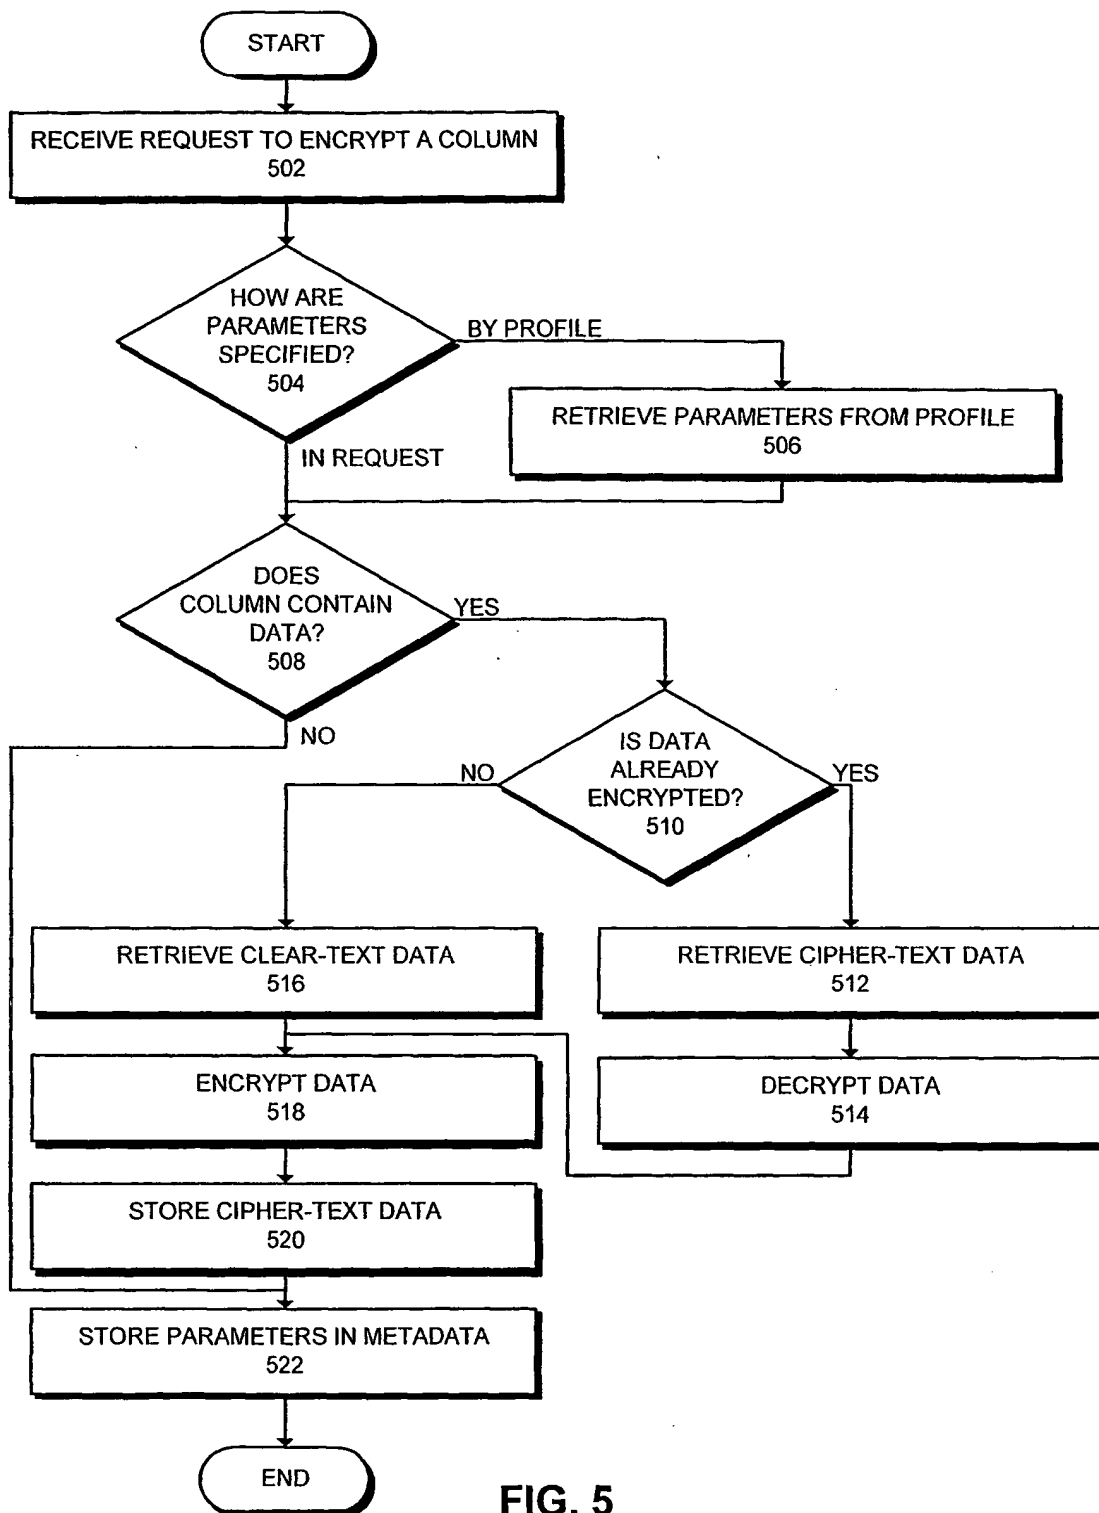 START
RECEIVE REQUEST TO ENCRYPT A COLUMN
502
HOW ARE
PARAMETERS
SPECIFIED?
504
BY PROFILE
RETRIEVE PARAMETERS FROM PROFILE
506
IN REQUEST
DOES
COLUMN CONTAIN
DATA?
508
YES
NO
IS DATA
ALREADY
ENCRYPTED?
510
NO
YES
RETRIEVE CLEAR-TEXT DATA
516
RETRIEVE CIPHER-TEXT DATA
512
ENCRYPT DATA
518
DECRYPT DATA
514
STORE CIPHER-TEXT DATA
520
STORE PARAMETERS IN METADATA
522
END
FIG. 5